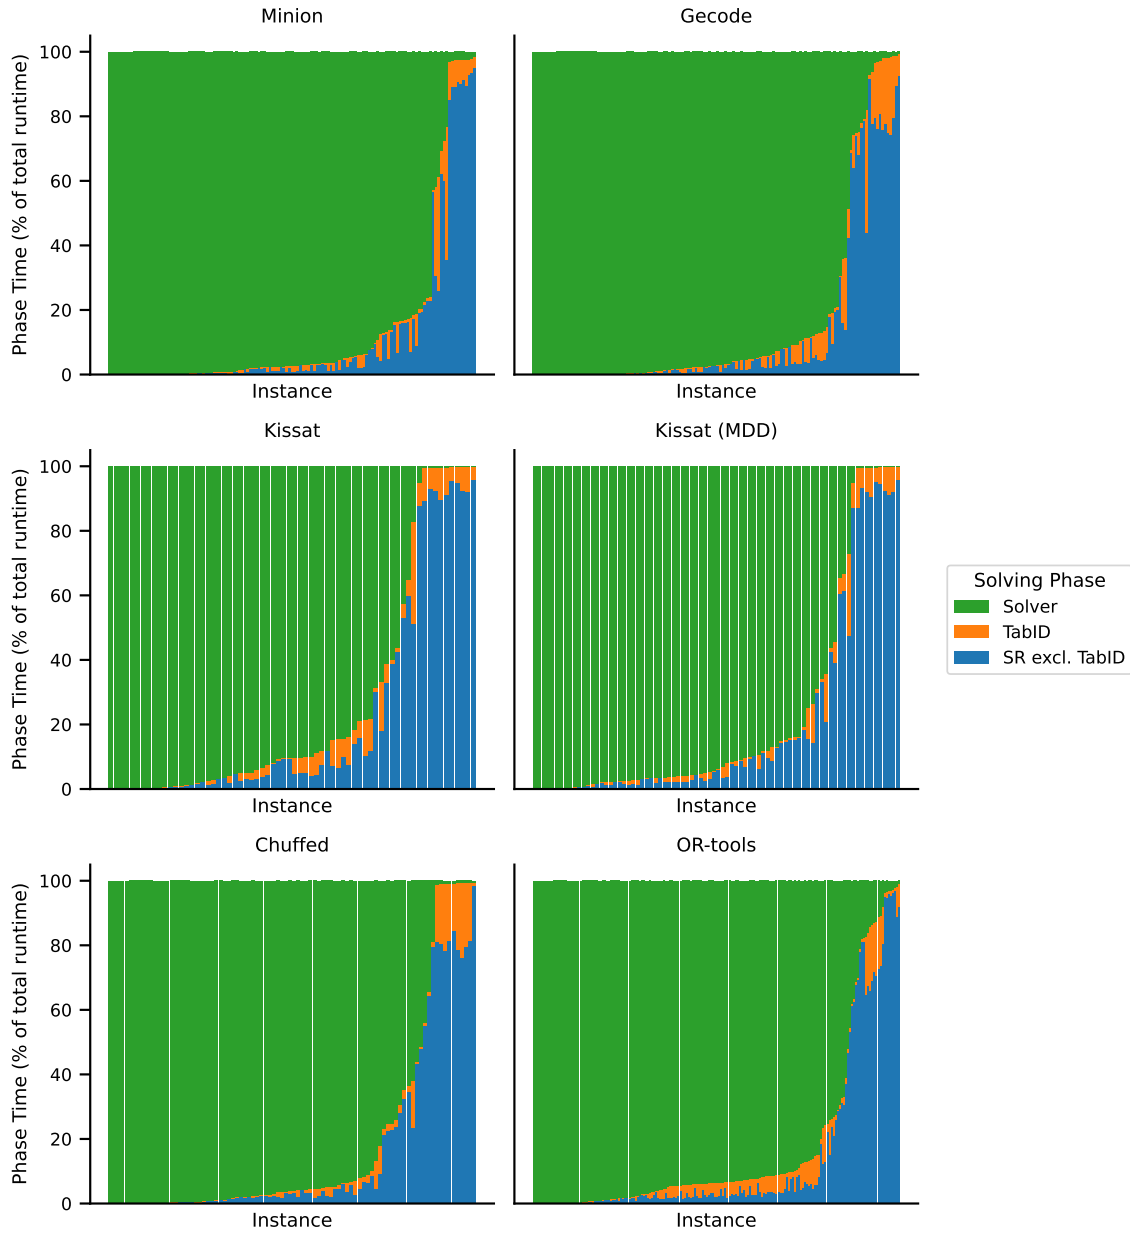 Minion
Gecode
Phase Time (% of total runtime)
100
80
60
40
20
0
Instance
Instance
Kissat
Kissat (MDD)
Phase Time (% of total runtime)
100
80
60
40
20
0
Instance
Instance
Solving Phase
Solver
TabID
SR excl. TabID
Chuffed
OR-tools
Phase Time (% of total runtime)
100
80
60
40
20
0
Instance
Instance